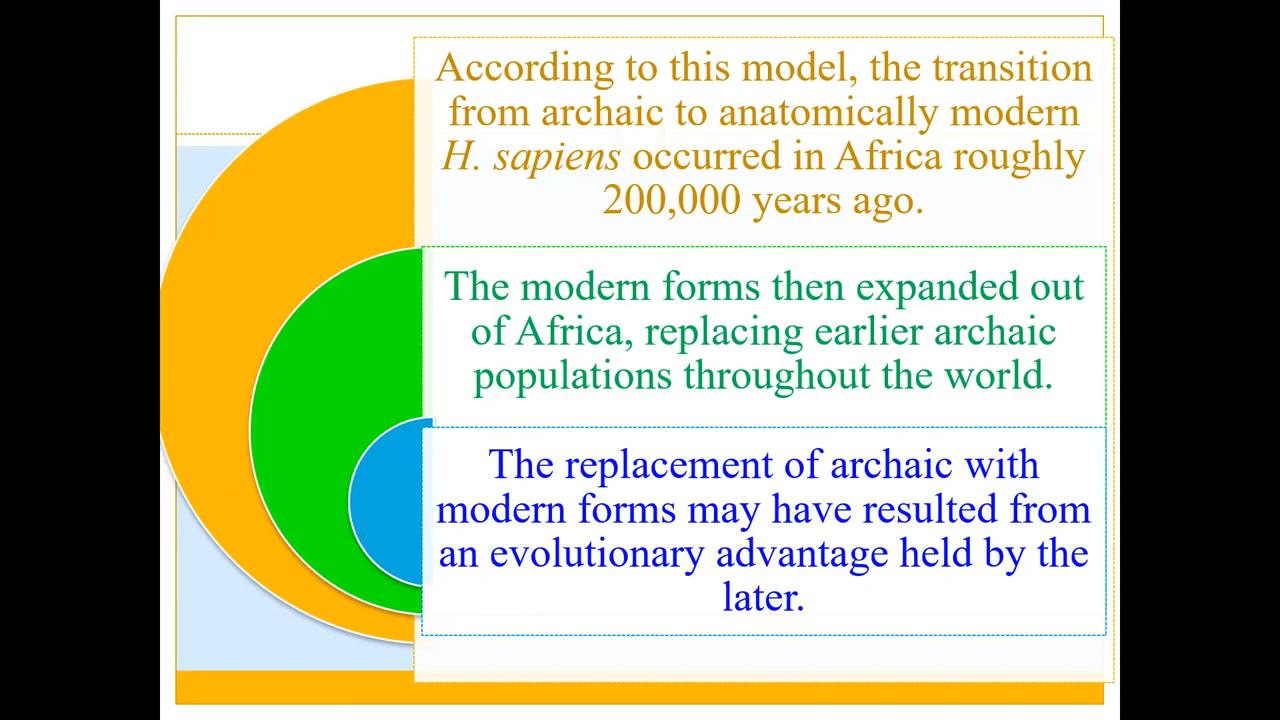 According to this model, the transition
from archaic to anatomically modern
H. sapiens occurred in Africa roughly
200,000 years ago.
The modern forms then expanded out
of Africa, replacing earlier archaic
populations throughout the world.
The replacement of archaic with
modern forms may have resulted from
an evolutionary advantage held by the
later.